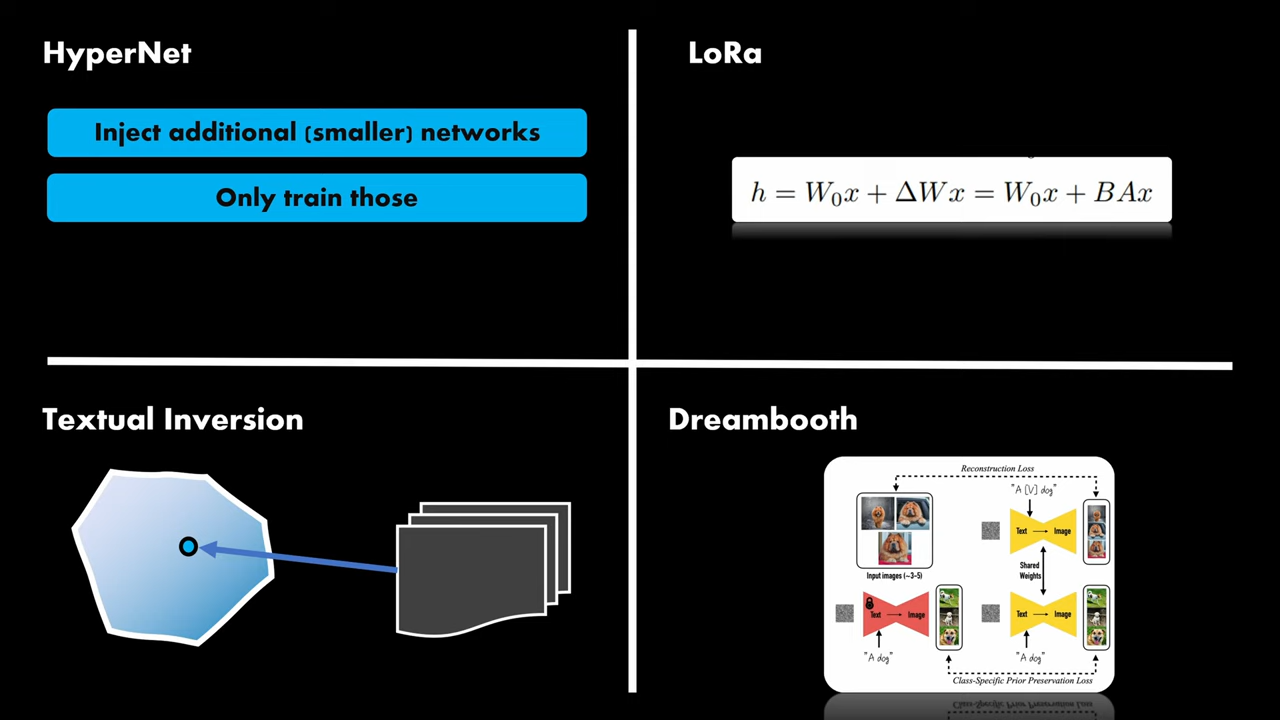 HyperNet
Inject additional (smaller) networks
Only train those
LoRa
h = W₀x + ΔWx = W₀x + BAx
Textual Inversion
Dreambooth
Reconstruction Loss
"A [V] dog"
Text → Image
Input images (~3-5)
Shared
Weights
Text → Image
Text → Image
"A dog"
"A dog"
Class-Specific Prior Preservation Loss